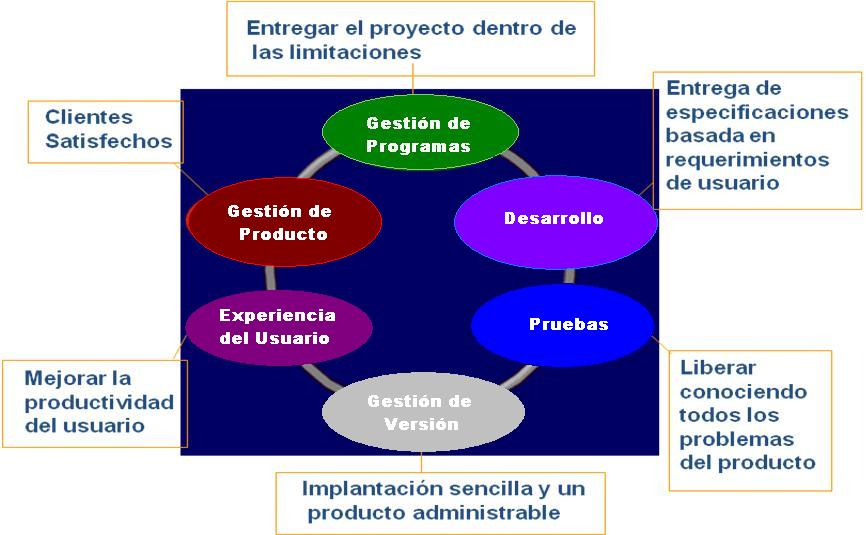 Entregar el proyecto dentro de
las limitaciones
Clientes
Satisfechos
Entrega de
especificaciones
basada en
requerimientos
de usuario
Gestión de
Programas
Gestión de
Producto
Desarrollo
Experiencia
del Usuario
Pruebas
Gestión de
Versión
Mejorar la
productividad
del usuario
Liberar
conociendo
todos los
problemas
del producto
Implantación sencilla y un
producto administrable